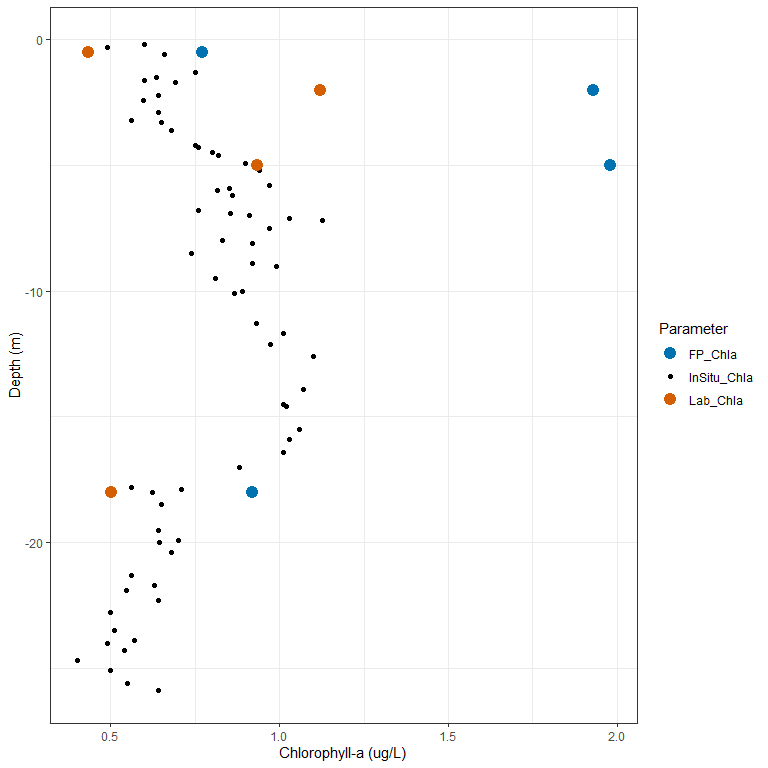 0
-10
-20
Depth (m)
0.5
1.0
1.5
2.0
Chlorophyll-a (ug/L)
Parameter
FP_Chla
InSitu_Chla
Lab_Chla